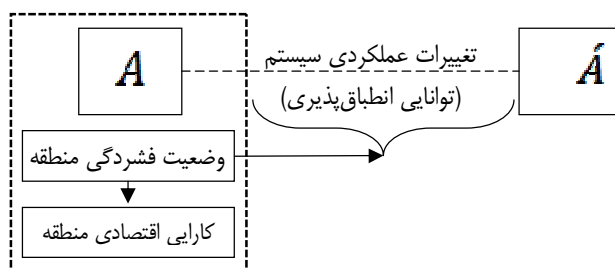 A
Á
تغییرات عملکردی سیستم
(توانایی انطباق‌پذیری)
وضعیت فشردگی منطقه
کارایی اقتصادی منطقه